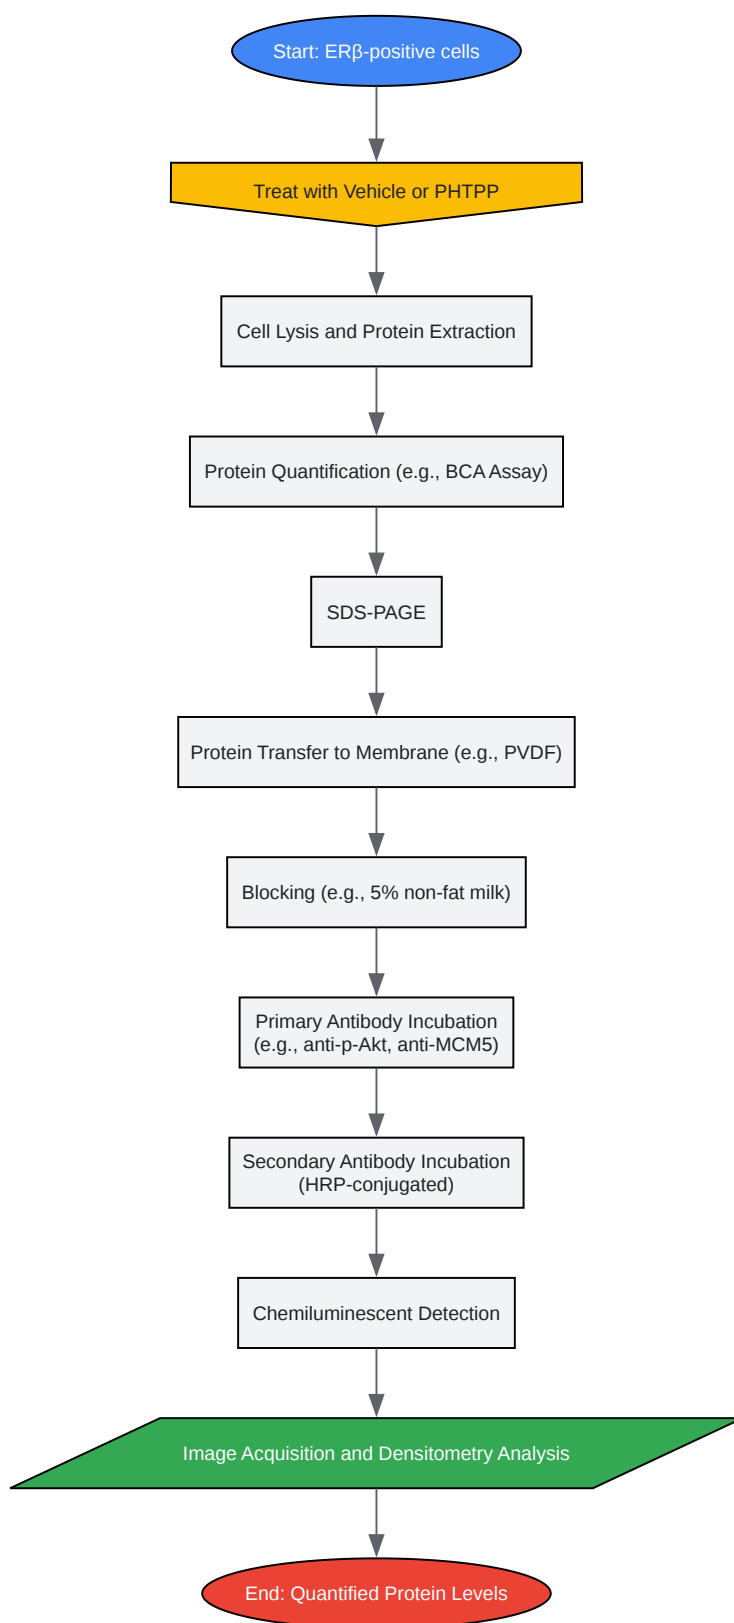 Start: ERβ-positive cells
Treat with Vehicle or PHTPP
Cell Lysis and Protein Extraction
Protein Quantification (e.g., BCA Assay)
SDS-PAGE
Protein Transfer to Membrane (e.g., PVDF)
Blocking (e.g., 5% non-fat milk)
Primary Antibody Incubation
(e.g., anti-p-Akt, anti-MCM5)
Secondary Antibody Incubation
(HRP-conjugated)
Chemiluminescent Detection
Image Acquisition and Densitometry Analysis
End: Quantified Protein Levels